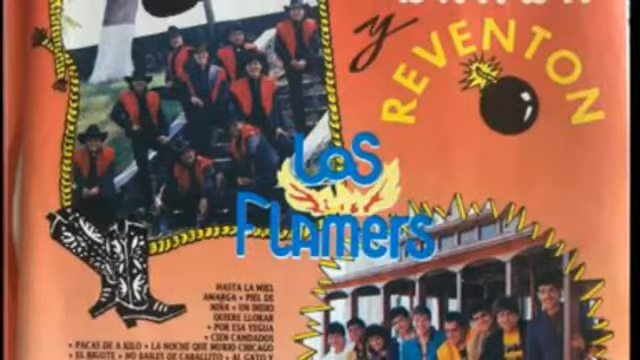 y
REVENTON
Los
Flamers
HASTA LA MIEL
AMARGA • PIEL DE
NIÑA • UN INDIO
QUIERE LLORAR
• POR ESA YEGUA
• CIEN CANDADOS
• PACAS DE A KILO • LA NOCHE QUE MURIO CHICAGO
• EL BIGOTE • NO BAILES DE CABALLITO • AL GATO Y